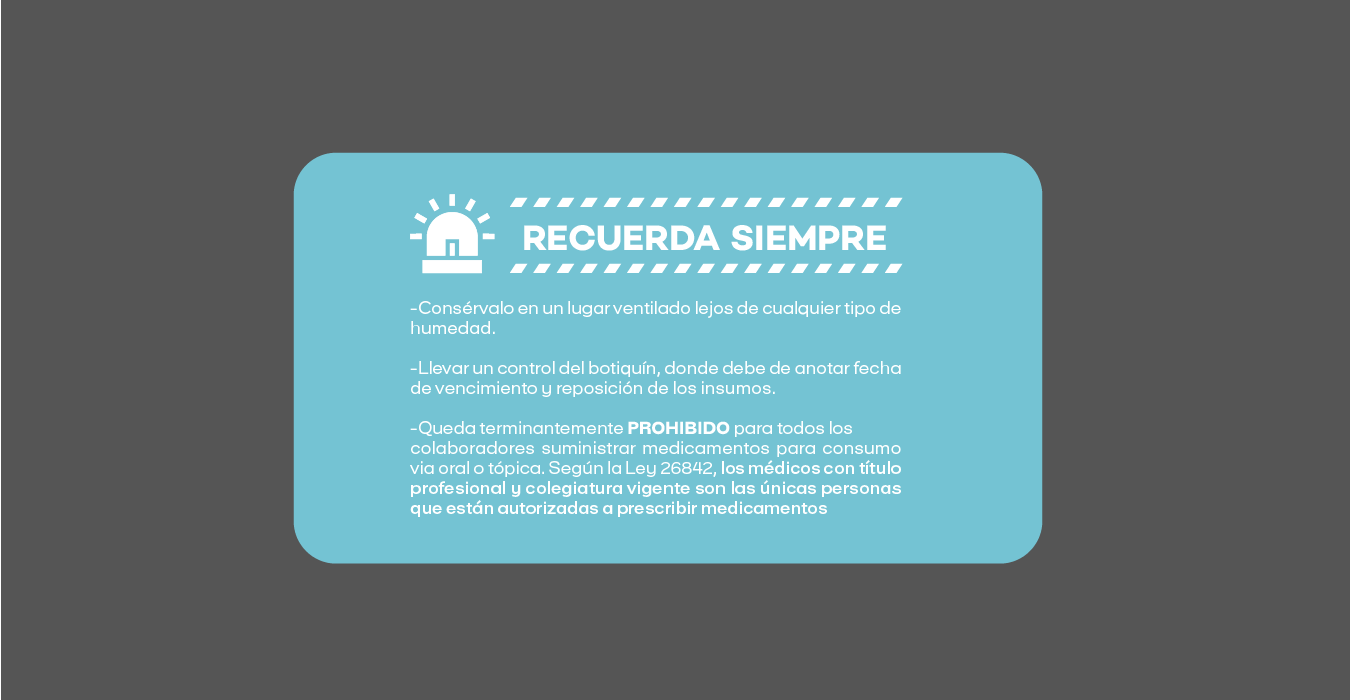 RECUERDA SIEMPRE
-Consérvalo en un lugar ventilado lejos de cualquier tipo de
humedad.
-Llevar un control del botiquín, donde debe de anotar fecha
de vencimiento y reposición de los insumos.
-Queda terminantemente PROHIBIDO para todos los
colaboradores suministrar medicamentos para consumo
via oral o tópica. Según la Ley 26842, los médicos con título
profesional y colegiatura vigente son las únicas personas
que están autorizadas a prescribir medicamentos